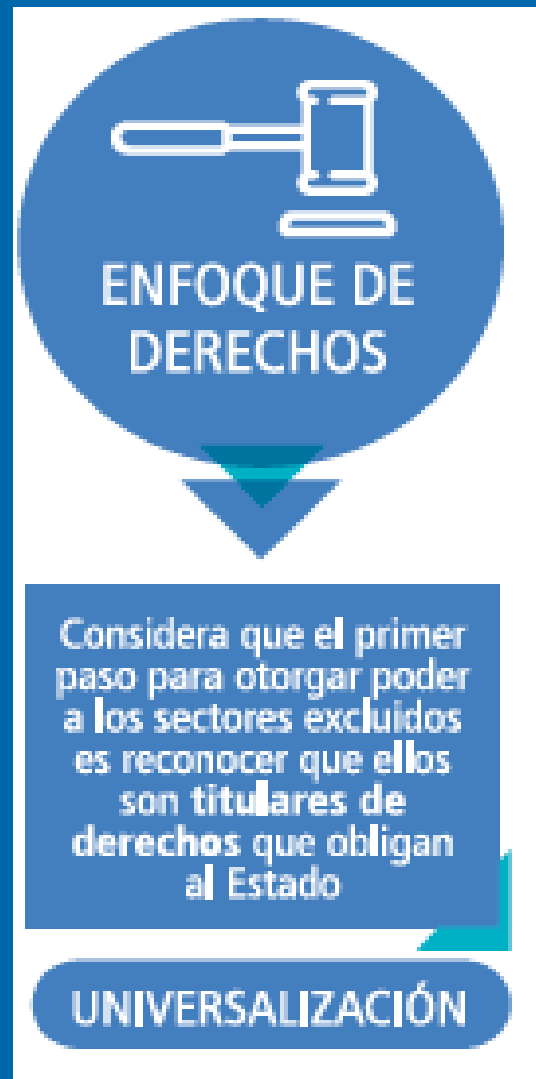 ENFOQUE DE
DERECHOS
Considera que el primer
paso para otorgar poder
a los sectores excluidos
es reconocer que ellos
son titulares de
derechos que obligan
al Estado
UNIVERSALIZACIÓN